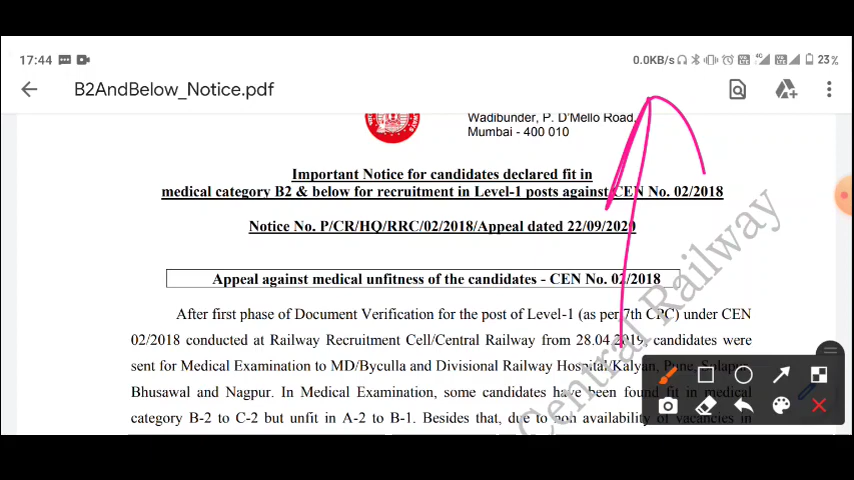 17:44
0.0KB/s
23%
B2AndBelow_Notice.pdf
Wadibunder, P. D'Mello Road,
Mumbai - 400 010
Important Notice for candidates declared fit in
medical category B2 & below for recruitment in Level-1 posts against CEN No. 02/2018
Notice No. P/CR/HQ/RRC/02/2018/Appeal dated 22/09/2020
Appeal against medical unfitness of the candidates - CEN No. 02/2018
After first phase of Document Verification for the post of Level-1 (as per 7th CPC) under CEN
02/2018 conducted at Railway Recruitment Cell/Central Railway from 28.04.2019, candidates were
sent for Medical Examination to MD/Byculla and Divisional Railway Hospital/Kalyan, Pune, Solapur
Bhusawal and Nagpur. In Medical Examination, some candidates have been found fit in medical
category B-2 to C-2 but unfit in A-2 to B-1. Besides that, due to non availability of vacancies in
Central Railway